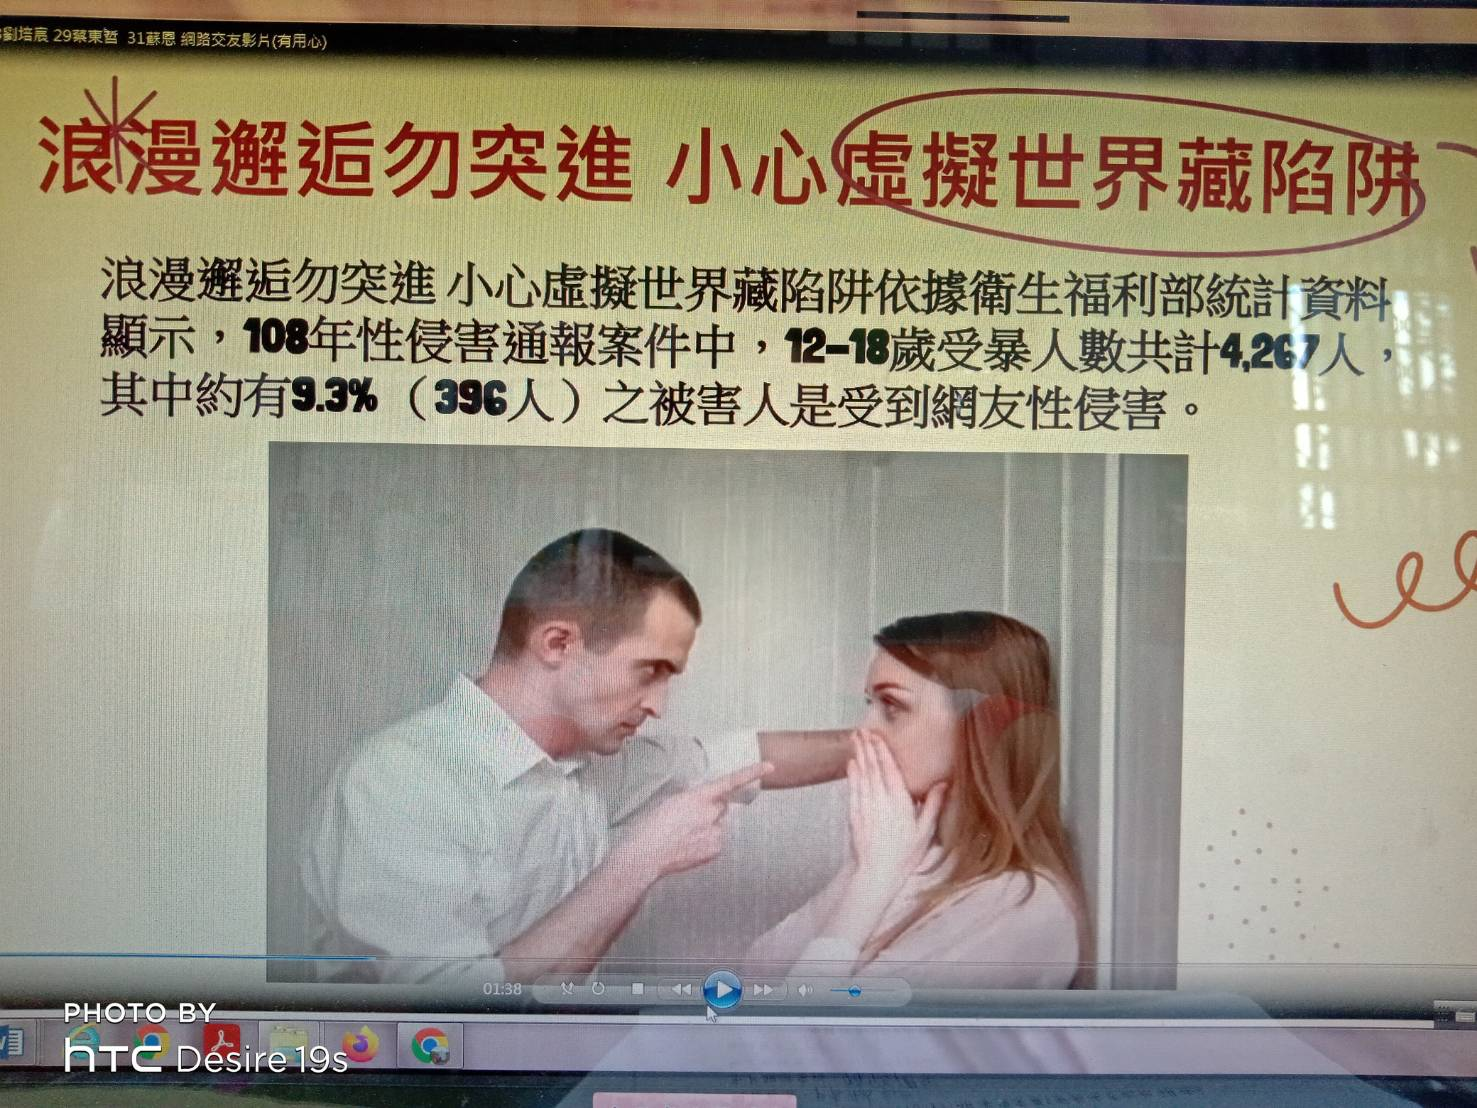 劉培宸 29蔡東哲 31蘇恩 網路交友影片(有用心)
浪漫邂逅勿突進 小心虛擬世界藏陷阱
浪漫邂逅勿突進 小心虛擬世界藏陷阱依據衛生福利部統計資料
顯示，108年性侵害通報案件中，12-18歲受暴人數共計4,267人，
其中約有9.3%（396人）之被害人是受到網友性侵害。
01:38
PHOTO BY
hTC Desire 19s